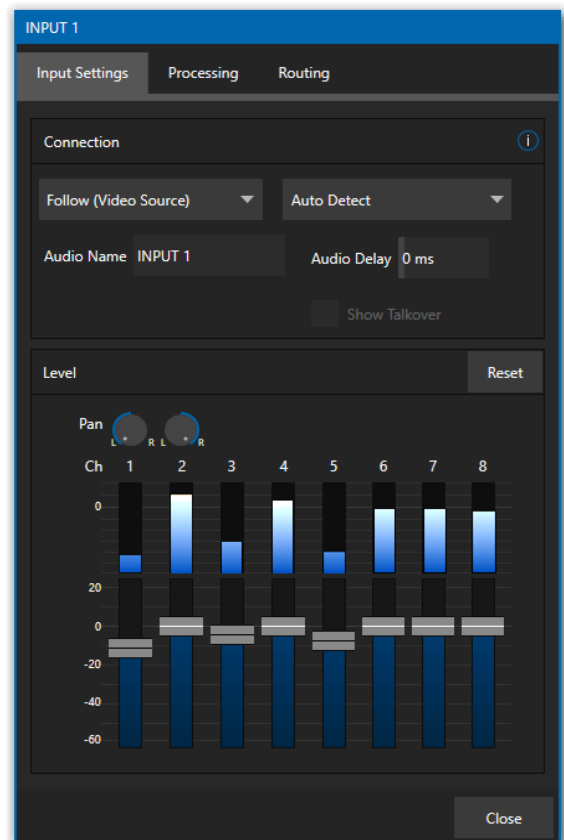 INPUT 1
Input Settings Processing Routing
Connection i
Follow (Video Source) Auto Detect
Audio Name INPUT 1 Audio Delay 0 ms
Show Talkover
Level Reset
Pan L R L R
Ch 1 2 3 4 5 6 7 8
0
20
0
-20
-40
-60
Close